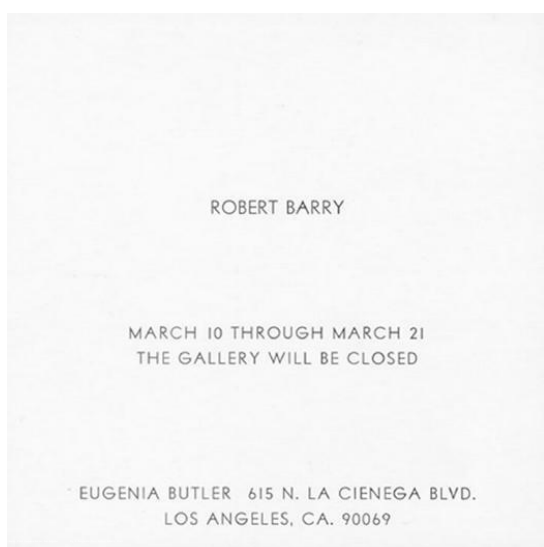 ROBERT BARRY
MARCH 10 THROUGH MARCH 21
THE GALLERY WILL BE CLOSED
EUGENIA BUTLER 615 N. LA CIENEGA BLVD.
LOS ANGELES, CA. 90069